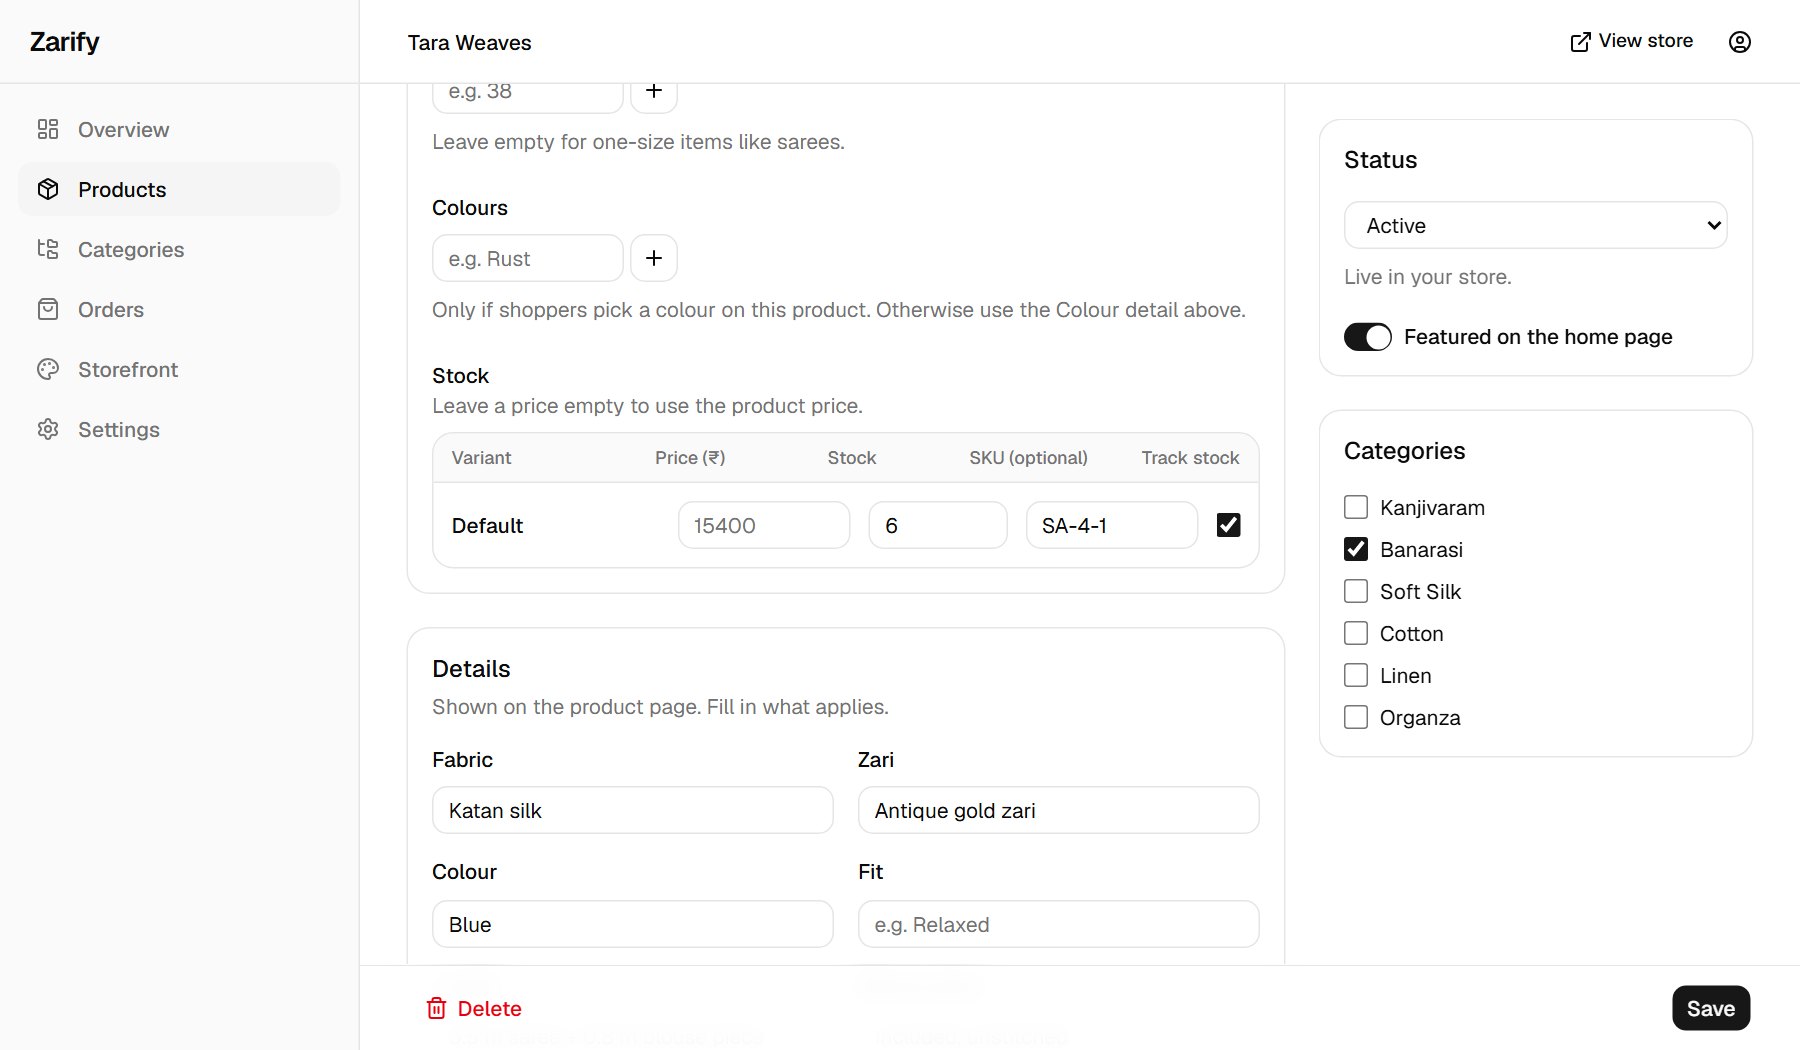 Zarify
Tara Weaves
View store
Overview
Products
Categories
Orders
Storefront
Settings
e.g. 38
Leave empty for one-size items like sarees.
Colours
e.g. Rust
Only if shoppers pick a colour on this product. Otherwise use the Colour detail above.
Stock
Leave a price empty to use the product price.
Variant Price (₹) Stock SKU (optional) Track stock
Default 15400 6 SA-4-1
Details
Shown on the product page. Fill in what applies.
Fabric Zari
Katan silk Antique gold zari
Colour Fit
Blue e.g. Relaxed
Status
Active
Live in your store.
Featured on the home page
Categories
Kanjivaram
Banarasi
Soft Silk
Cotton
Linen
Organza
Delete
Save